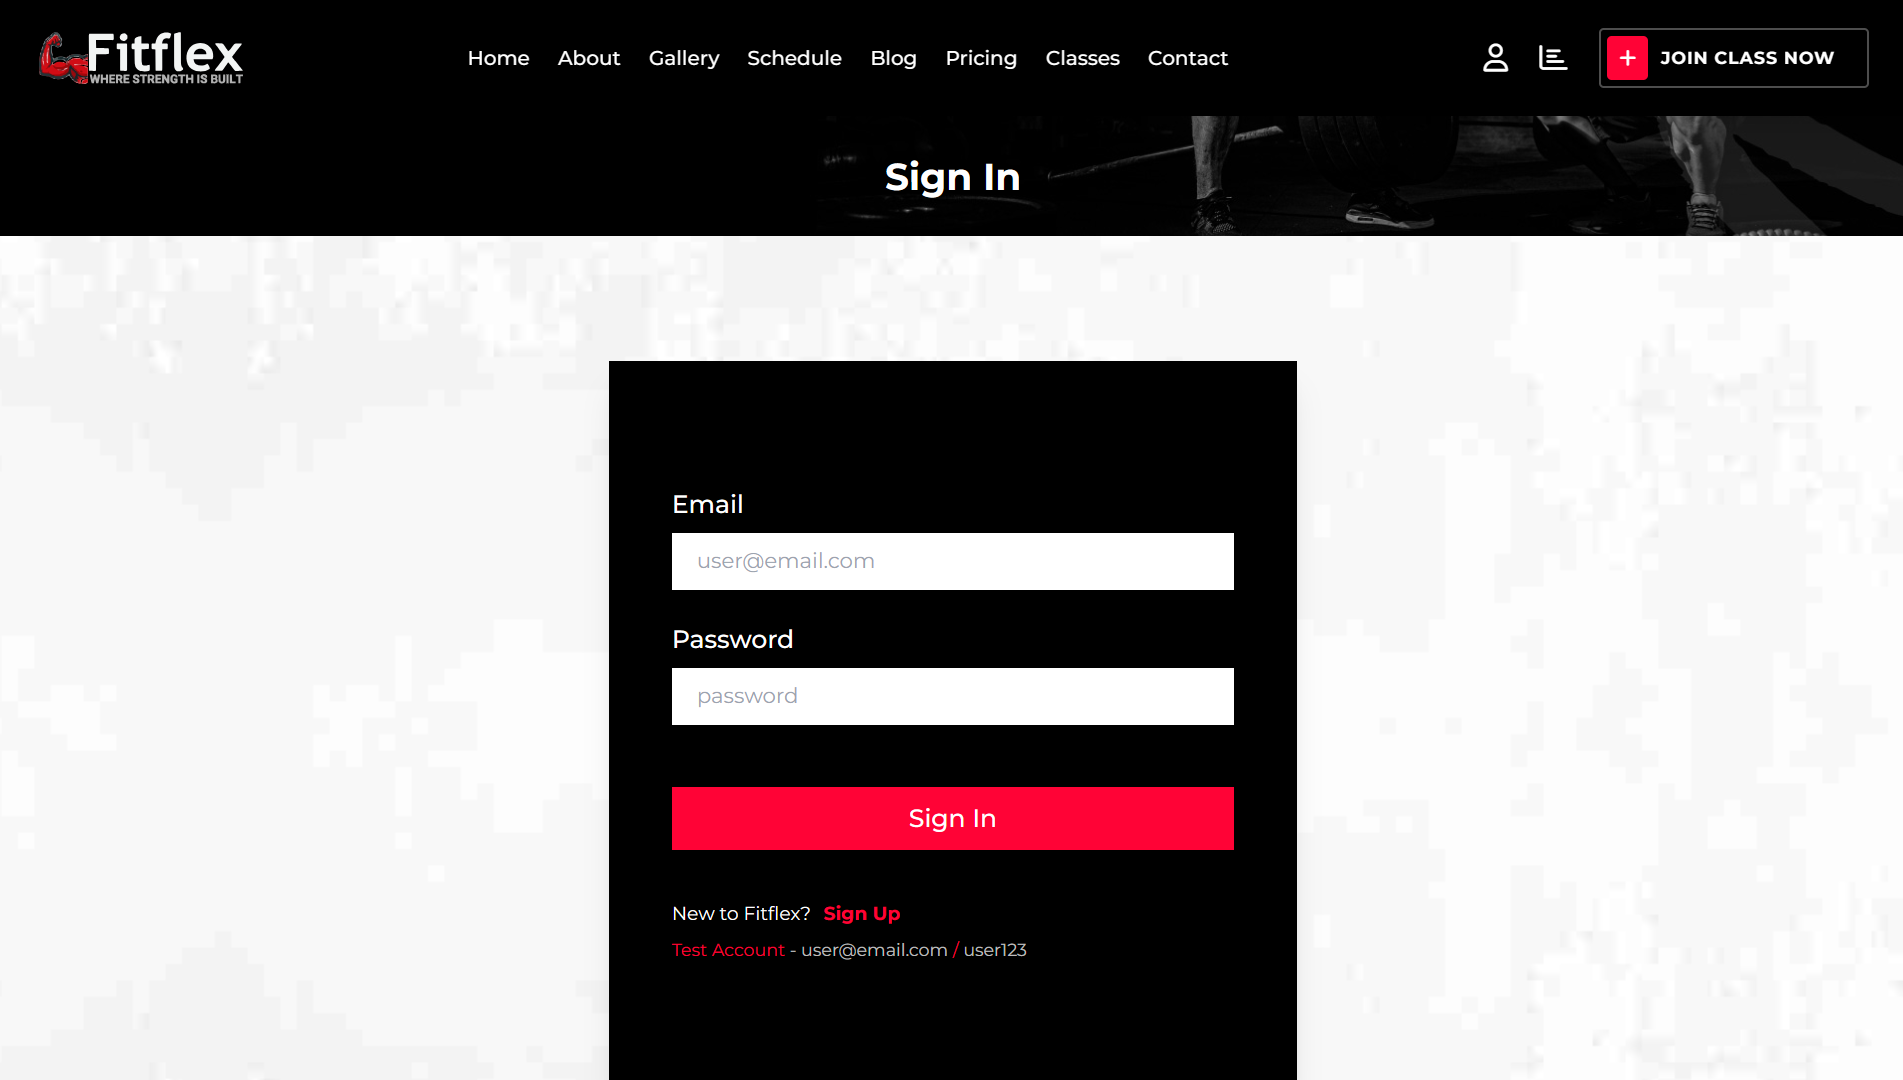 Fitflex
WHERE STRENGTH IS BUILT
Home About Gallery Schedule Blog Pricing Classes Contact
JOIN CLASS NOW
Sign In
Email
user@email.com
Password
password
Sign In
New to Fitflex? Sign Up
Test Account - user@email.com / user123